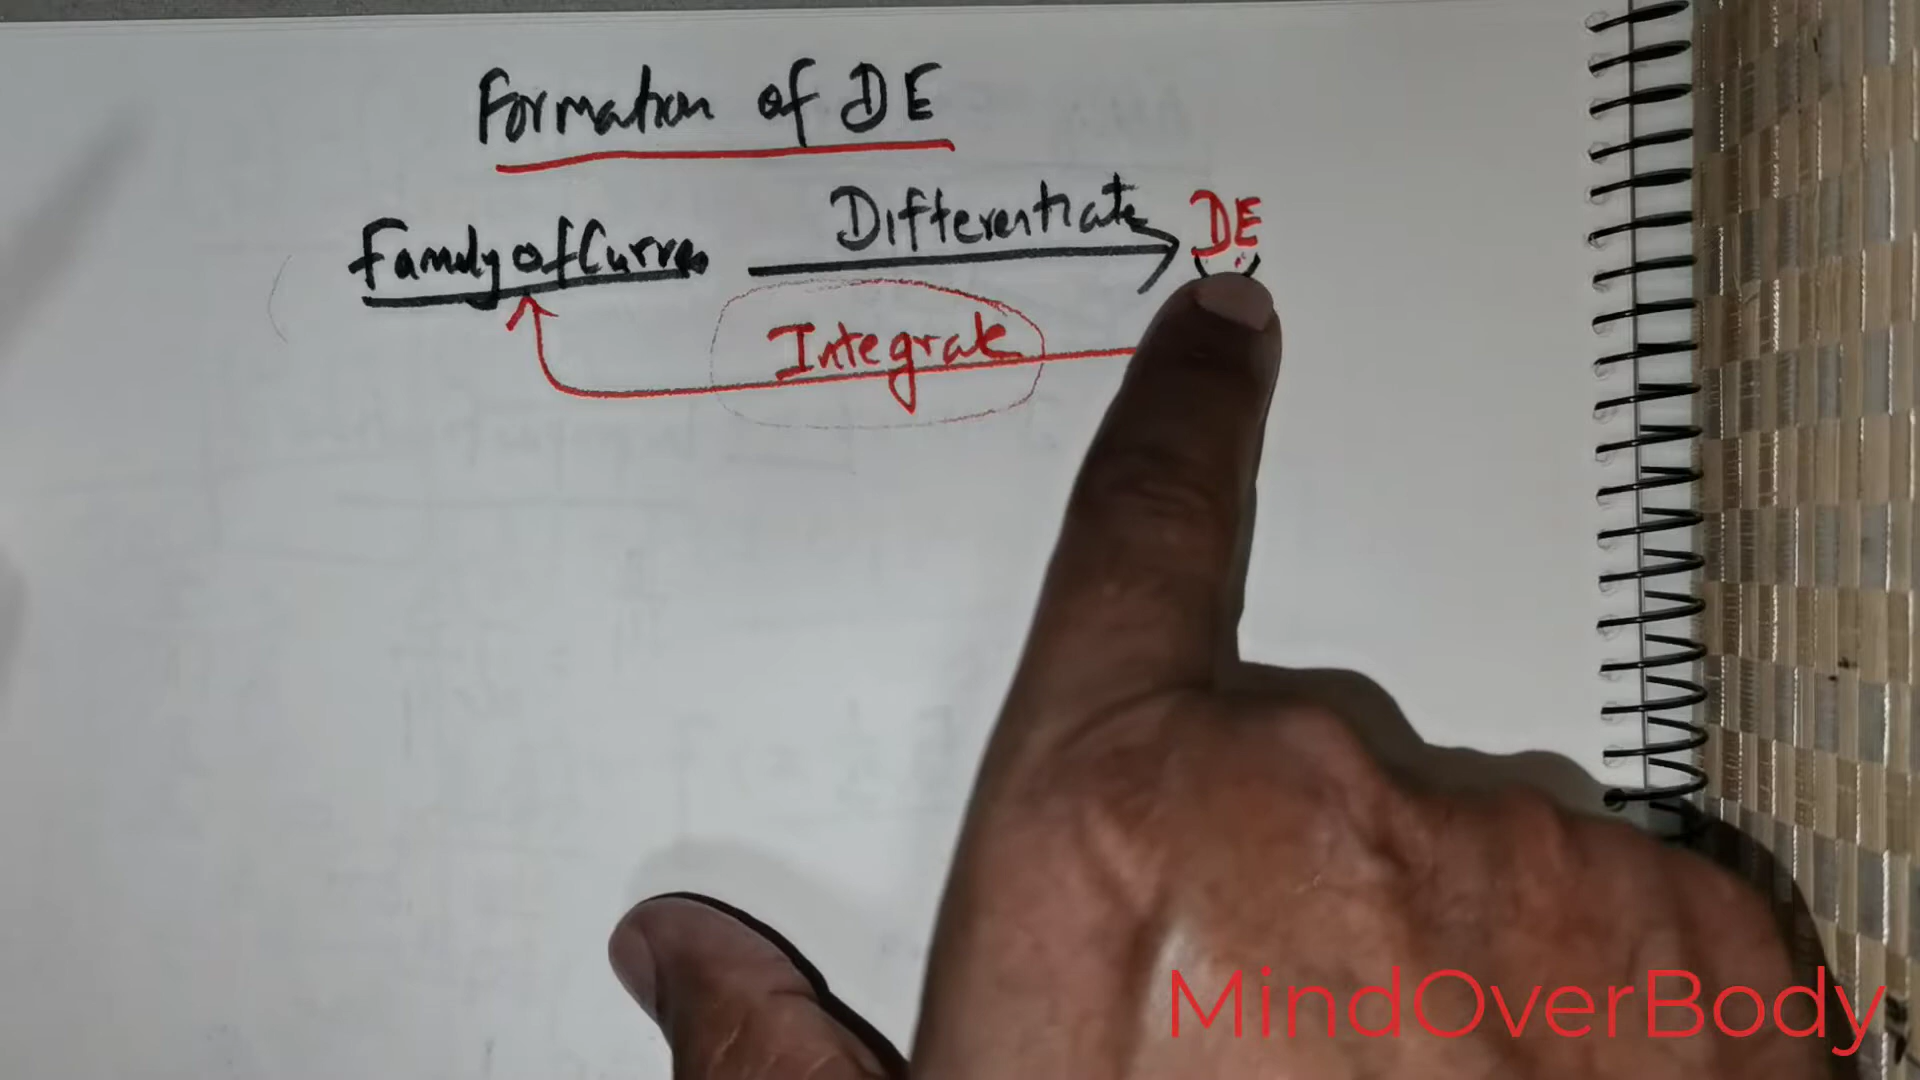 Formation of DE
Family of Curves Differentiate DE
Integrate
MindOverBody